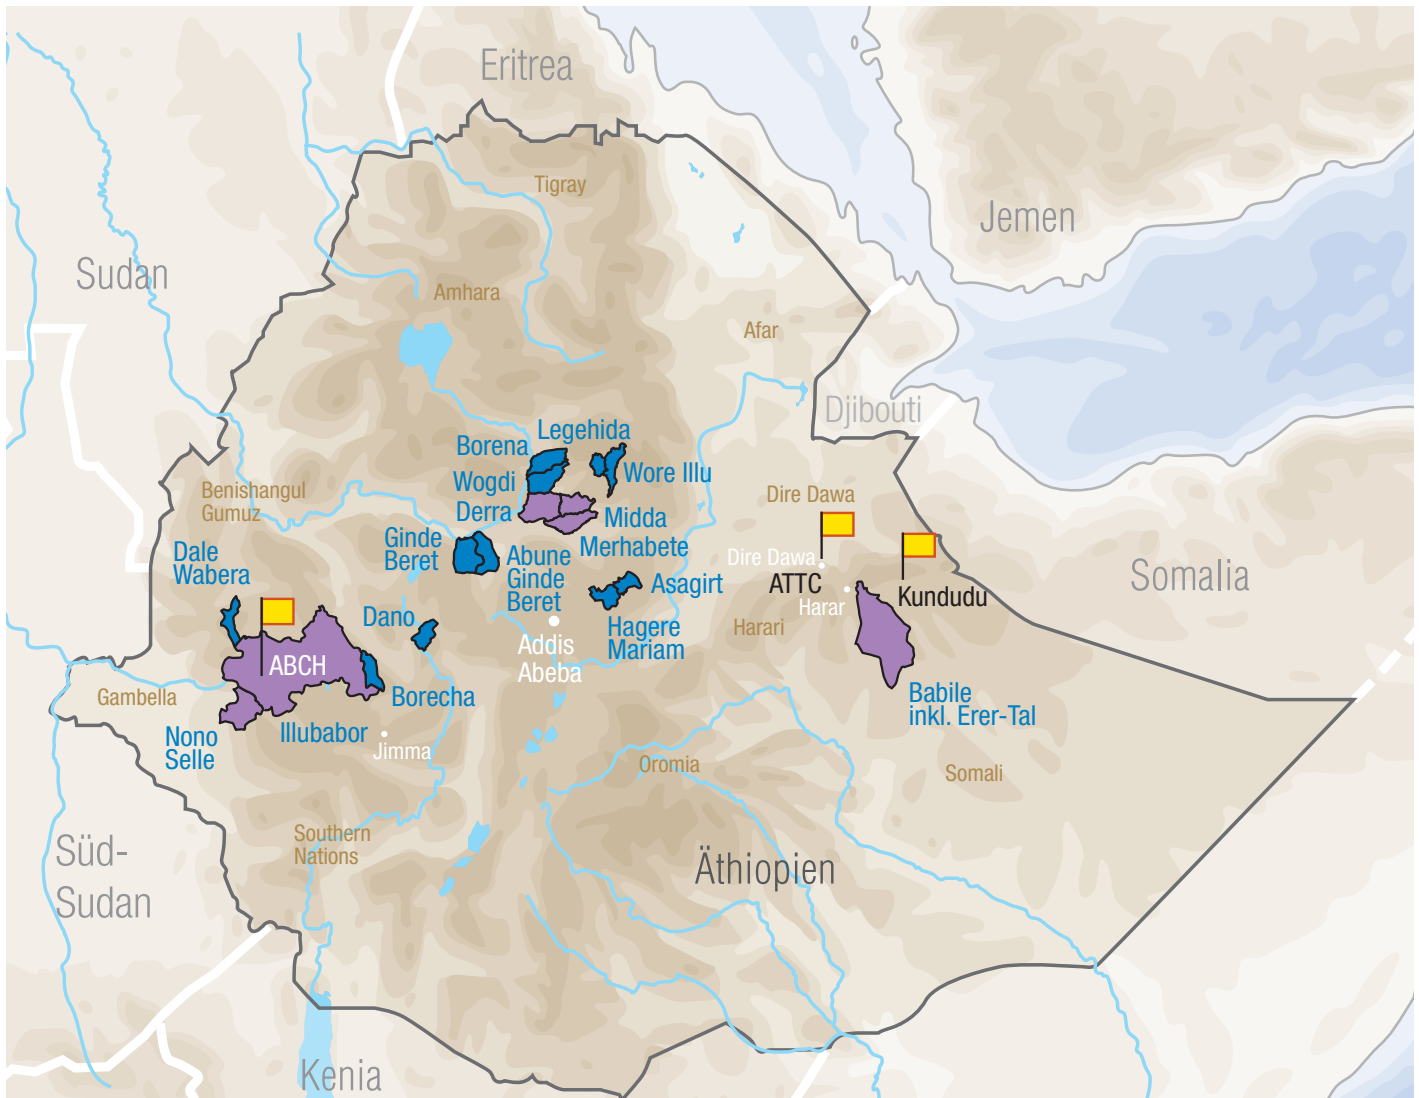 Eritrea
Tigray
Jemen
Sudan
Amhara
Afar
Djibouti
Legehida
Borena
Wore Illu
Wogdi
Benishangul
Gumuz
Dire Dawa
Derra
Midda
Merhabete
Ginde
Beret
Abune
Ginde
Beret
Dale
Wabera
Dire Dawa
ATTC
Asagirt
Somalia
Kundudu
Harar
Dano
Hagere
Mariam
Harari
Addis
Abeba
ABCH
Gambella
Borecha
Babile
inkl. Erer-Tal
Nono
Selle
Illubabor
Jimma
Oromia
Somali
Southern
Nations
Süd-
Sudan
Äthiopien
Kenia